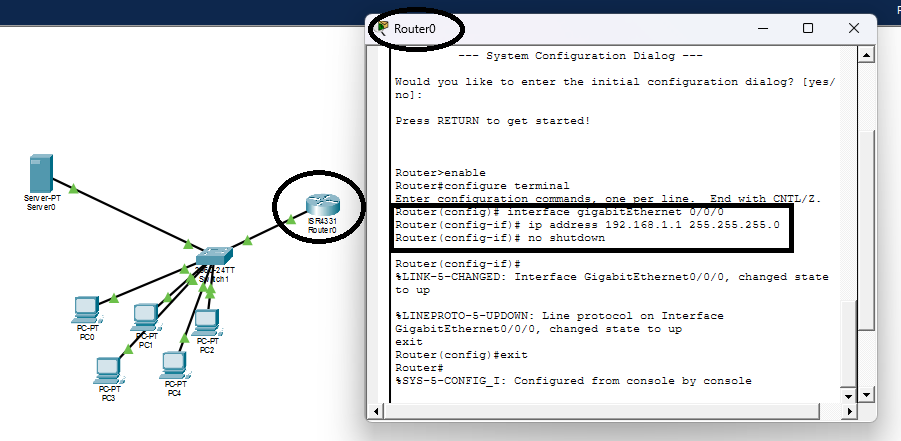 Router0
--- System Configuration Dialog ---
Would you like to enter the initial configuration dialog? [yes/
no]:
Press RETURN to get started!
Router>enable
Router#configure terminal
Enter configuration commands, one per line.  End with CNTL/Z.
Router(config)# interface gigabitEthernet 0/0/0
Router(config-if)# ip address 192.168.1.1 255.255.255.0
Router(config-if)# no shutdown
Router(config-if)#
%LINK-5-CHANGED: Interface GigabitEthernet0/0/0, changed state
to up
%LINEPROTO-5-UPDOWN: Line protocol on Interface
GigabitEthernet0/0/0, changed state to up
exit
Router(config)#exit
Router#
%SYS-5-CONFIG_I: Configured from console by console
Server-PT
Server0
ISR4331
Router0
Switch1
PC-PT
PC0
PC-PT
PC1
PC-PT
PC2
PC-PT
PC3
PC-PT
PC4